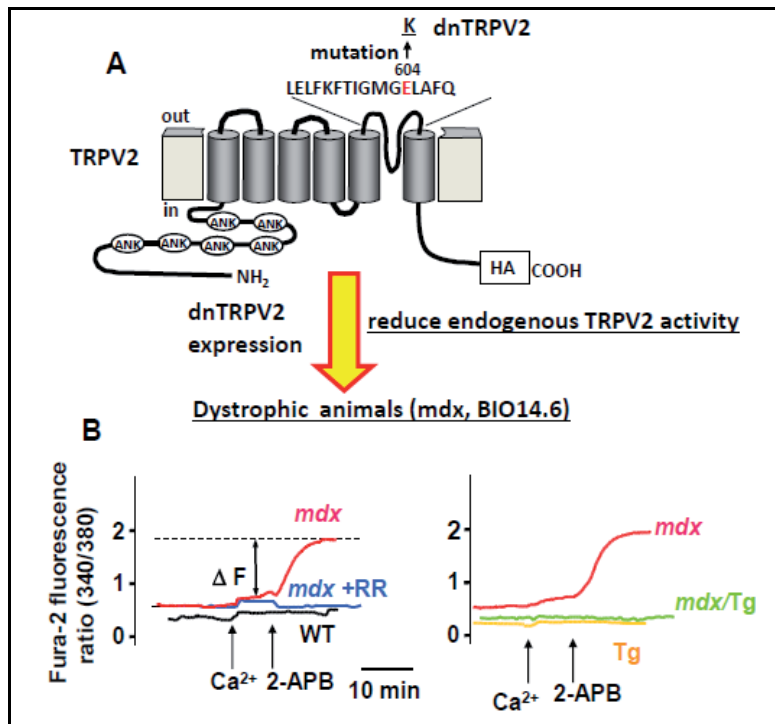 K dnTRPV2
A
mutation
604
LELFKFTIGMGELAFQ
out
TRPV2
in
ANK ANK
ANK ANK ANK ANK
NH2
HA COOH
dnTRPV2
expression
reduce endogenous TRPV2 activity
Dystrophic animals (mdx, BIO14.6)
B
Fura-2 fluorescence
ratio (340/380)
2
1
0
mdx
Δ F
mdx +RR
WT
Ca²⁺ 2-APB
10 min
2
1
0
mdx
mdx/Tg
Tg
Ca²⁺ 2-APB